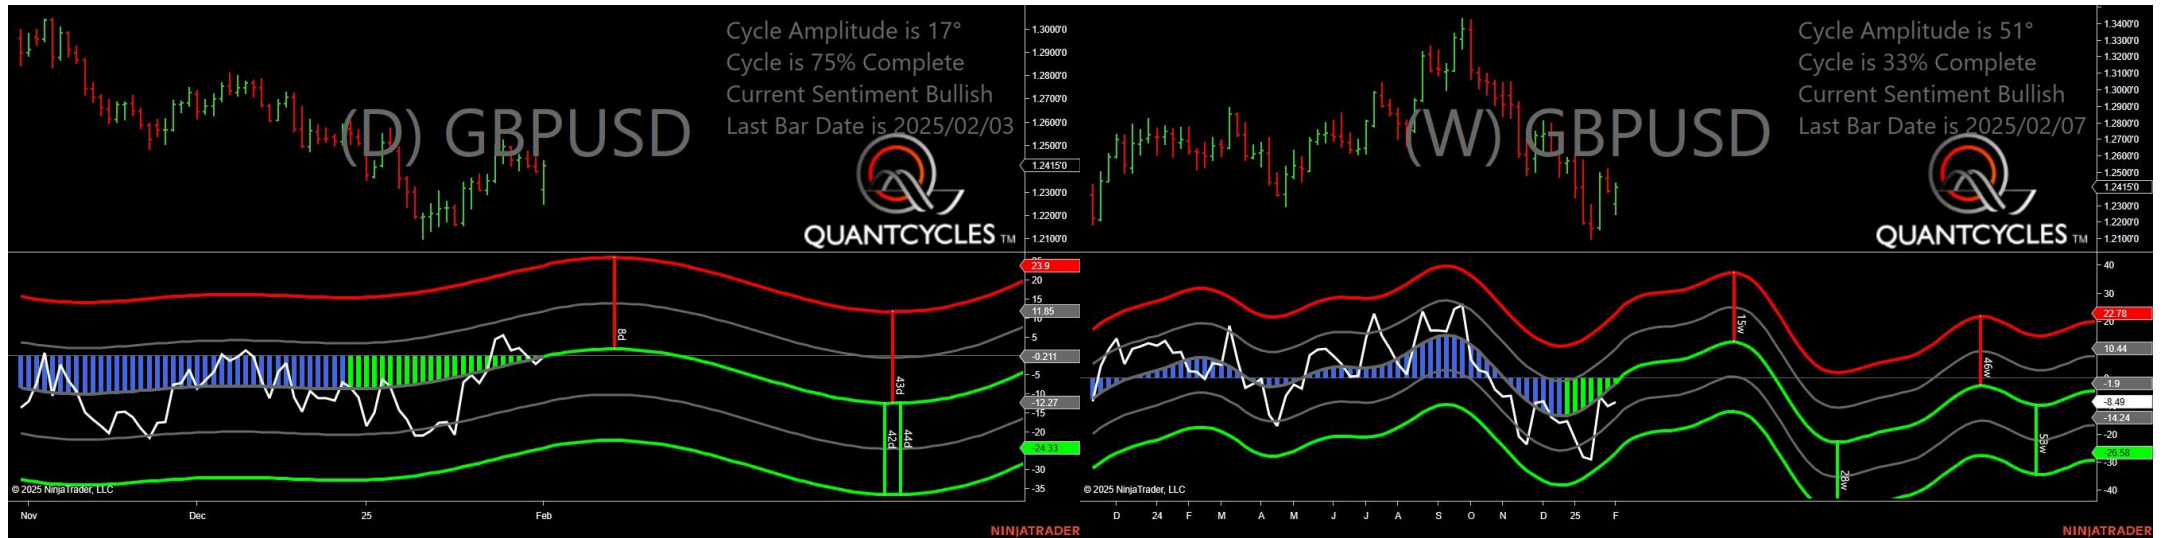 Cycle Amplitude is 17°
Cycle is 75% Complete
Current Sentiment Bullish
Last Bar Date is 2025/02/03
(D) GBPUSD
QUANTCYCLES TM
1.3000'0
1.2900'0
1.2800'0
1.2700'0
1.2600'0
1.2500'0
1.2415'0
1.2300'0
1.2200'0
1.2100'0
23.9
20
15
11.85
10
5
-0.211
-5
-12.27
-15
-20
-24.33
-30
-35
8d
43d
42d
44d
© 2025 NinjaTrader, LLC
Nov
Dec
25
Feb
NINJATRADER
Cycle Amplitude is 51°
Cycle is 33% Complete
Current Sentiment Bullish
Last Bar Date is 2025/02/07
(W) GBPUSD
QUANTCYCLES TM
1.3400'0
1.3300'0
1.3200'0
1.3100'0
1.3000'0
1.2900'0
1.2800'0
1.2700'0
1.2600'0
1.2500'0
1.2415'0
1.2300'0
1.2200'0
1.2100'0
40
30
22.78
20
10.44
-1.9
-8.49
-14.24
-20
-26.58
-30
-40
15w
46w
28w
58w
© 2025 NinjaTrader, LLC
D 24 F M A M J J A S O N D 25 F
NINJATRADER